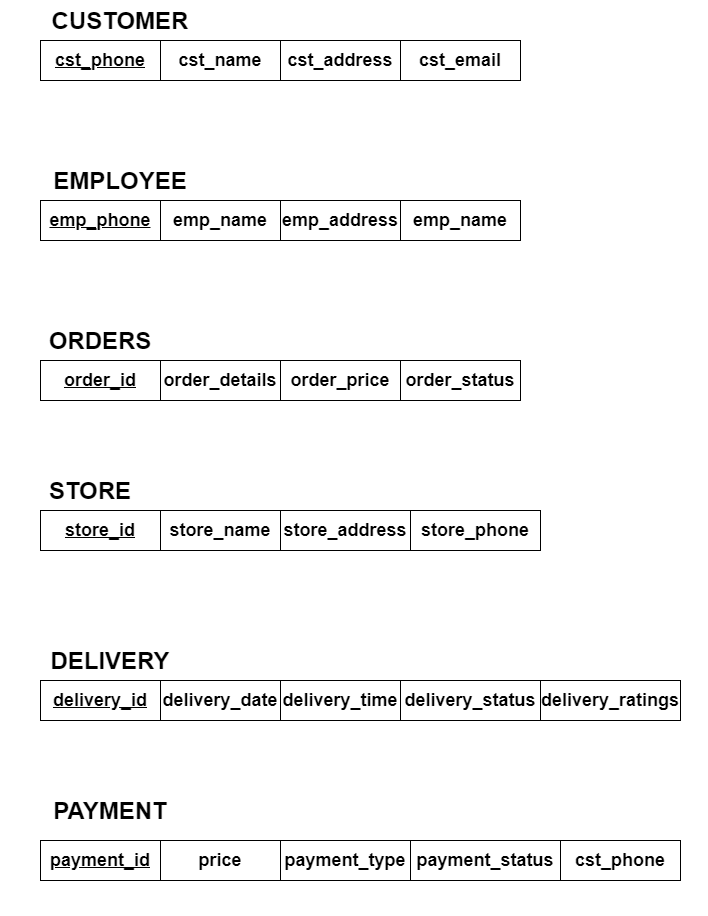 CUSTOMER
cst_phone cst_name cst_address cst_email
EMPLOYEE
emp_phone emp_name emp_address emp_name
ORDERS
order_id order_details order_price order_status
STORE
store_id store_name store_address store_phone
DELIVERY
delivery_id delivery_date delivery_time delivery_status delivery_ratings
PAYMENT
payment_id price payment_type payment_status cst_phone